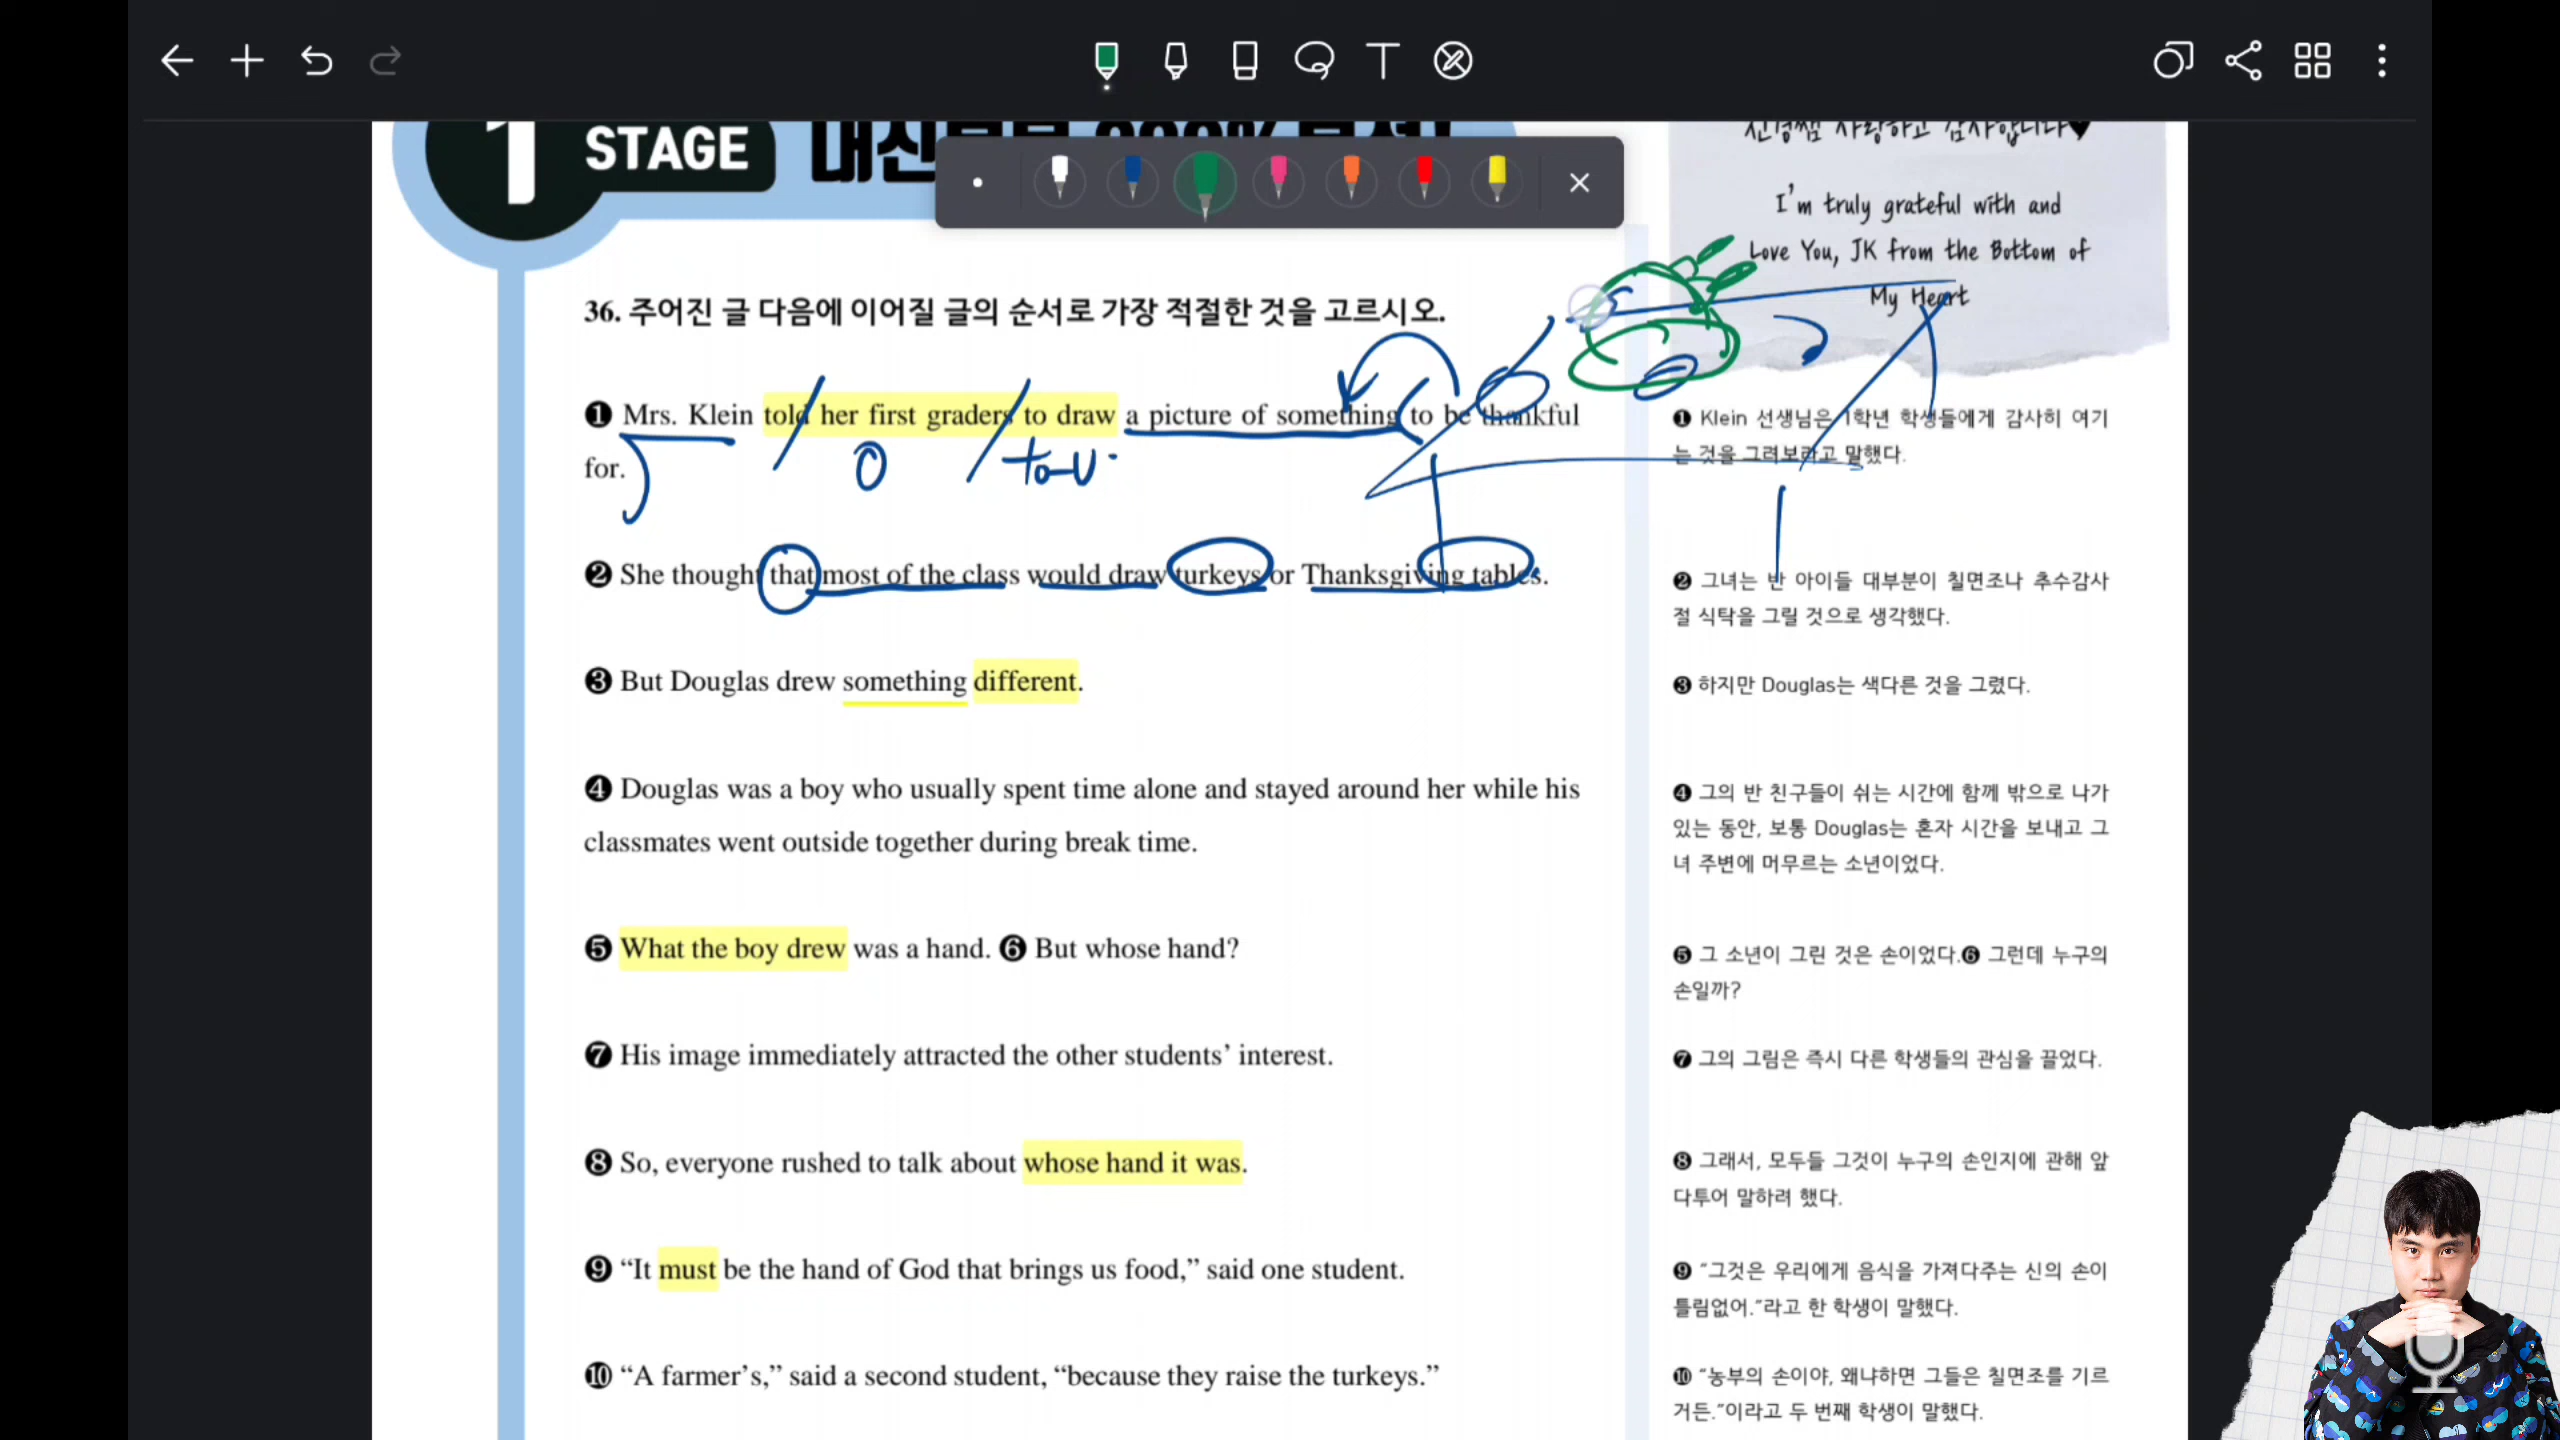 1 STAGE
36. 주어진 글 다음에 이어질 글의 순서로 가장 적절한 것을 고르시오.
❶ Mrs. Klein told her first graders to draw a picture of something to be thankful
for.
O to-v
❷ She thought that most of the class would draw turkeys or Thanksgiving tables.
❸ But Douglas drew something different.
❹ Douglas was a boy who usually spent time alone and stayed around her while his
classmates went outside together during break time.
❺ What the boy drew was a hand. ❻ But whose hand?
❼ His image immediately attracted the other students’ interest.
❽ So, everyone rushed to talk about whose hand it was.
❾ “It must be the hand of God that brings us food,” said one student.
❿ “A farmer’s,” said a second student, “because they raise the turkeys.”
사랑하고 감사합니다♥
I'm truly grateful with and
Love You, JK from the Bottom of
My Heart
❶ Klein 선생님은 1학년 학생들에게 감사히 여기
는 것을 그려보라고 말했다.
❷ 그녀는 반 아이들 대부분이 칠면조나 추수감사
절 식탁을 그릴 것으로 생각했다.
❸ 하지만 Douglas는 색다른 것을 그렸다.
❹ 그의 반 친구들이 쉬는 시간에 함께 밖으로 나가
있는 동안, 보통 Douglas는 혼자 시간을 보내고 그
녀 주변에 머무르는 소년이었다.
❺ 그 소년이 그린 것은 손이었다.❻ 그런데 누구의
손일까?
❼ 그의 그림은 즉시 다른 학생들의 관심을 끌었다.
❽ 그래서, 모두들 그것이 누구의 손인지에 관해 앞
다투어 말하려 했다.
❾ “그것은 우리에게 음식을 가져다주는 신의 손이
틀림없어.”라고 한 학생이 말했다.
❿ “농부의 손이야, 왜냐하면 그들은 칠면조를 기르
거든.”이라고 두 번째 학생이 말했다.